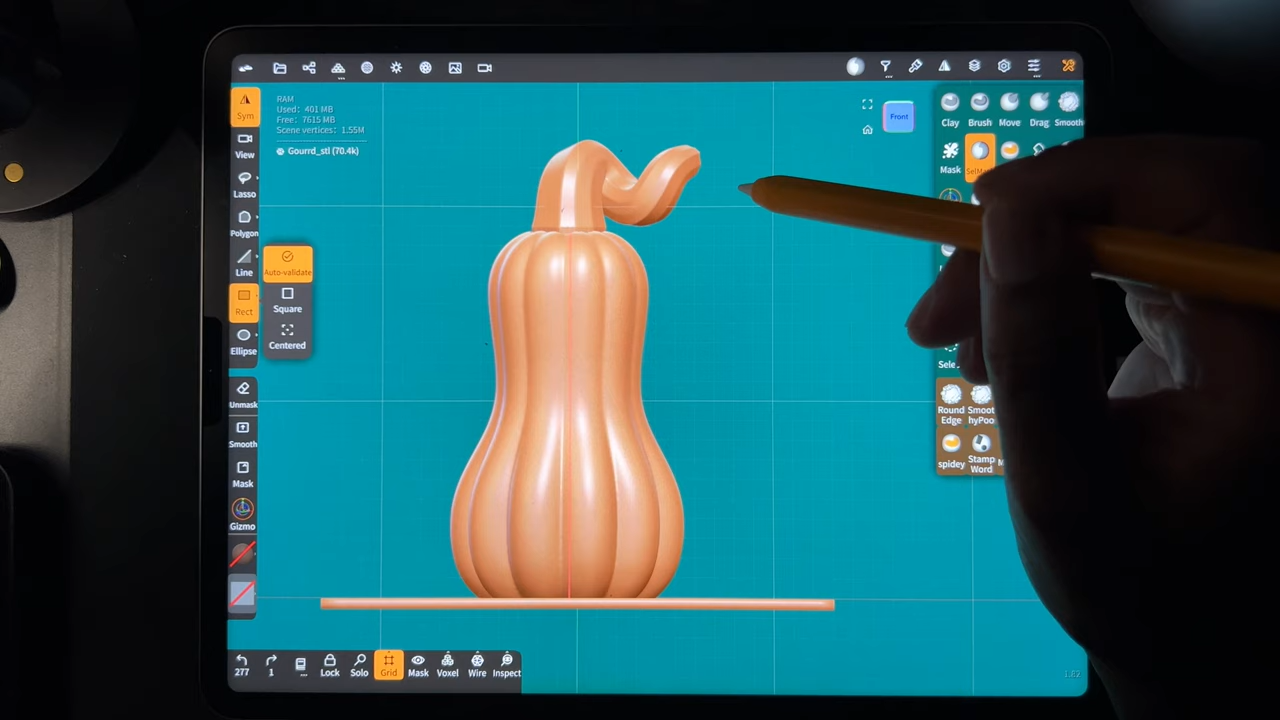 RAM
Used: 401 MB
Free: 7615 MB
Scene vertices: 1.55M
Gourrd_stl (70.4k)
Front
Sym
View
Lasso
Polygon
Line
Rect
Ellipse
Unmask
Smooth
Mask
Gizmo
Auto-validate
Square
Centered
Clay Brush Move Drag Smooth
Mask
Round
Edge
Smoot
hyPoo
spidey
Stamp
Word
277
1
Lock Solo Grid Mask Voxel Wire Inspect
1.82